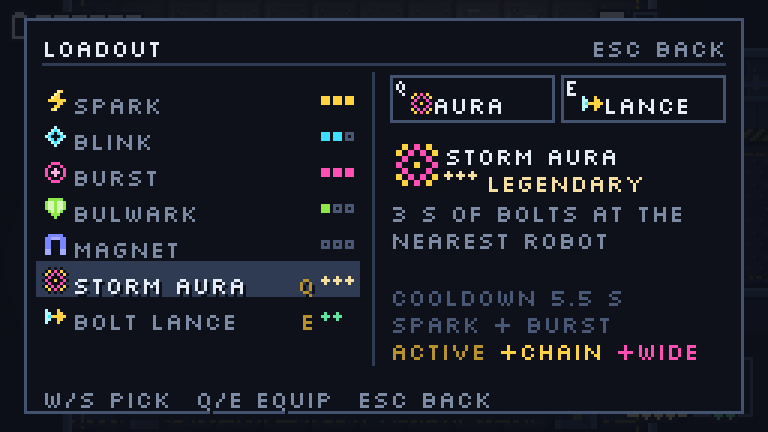 LOADOUT
ESC BACK
SPARK
BLINK
BURST
BULWARK
MAGNET
STORM AURA Q +++
BOLT LANCE E ++
Q AURA
E LANCE
STORM AURA
+++ LEGENDARY
3 S OF BOLTS AT THE
NEAREST ROBOT
COOLDOWN 5.5 S
SPARK + BURST
ACTIVE +CHAIN +WIDE
W/S PICK Q/E EQUIP ESC BACK